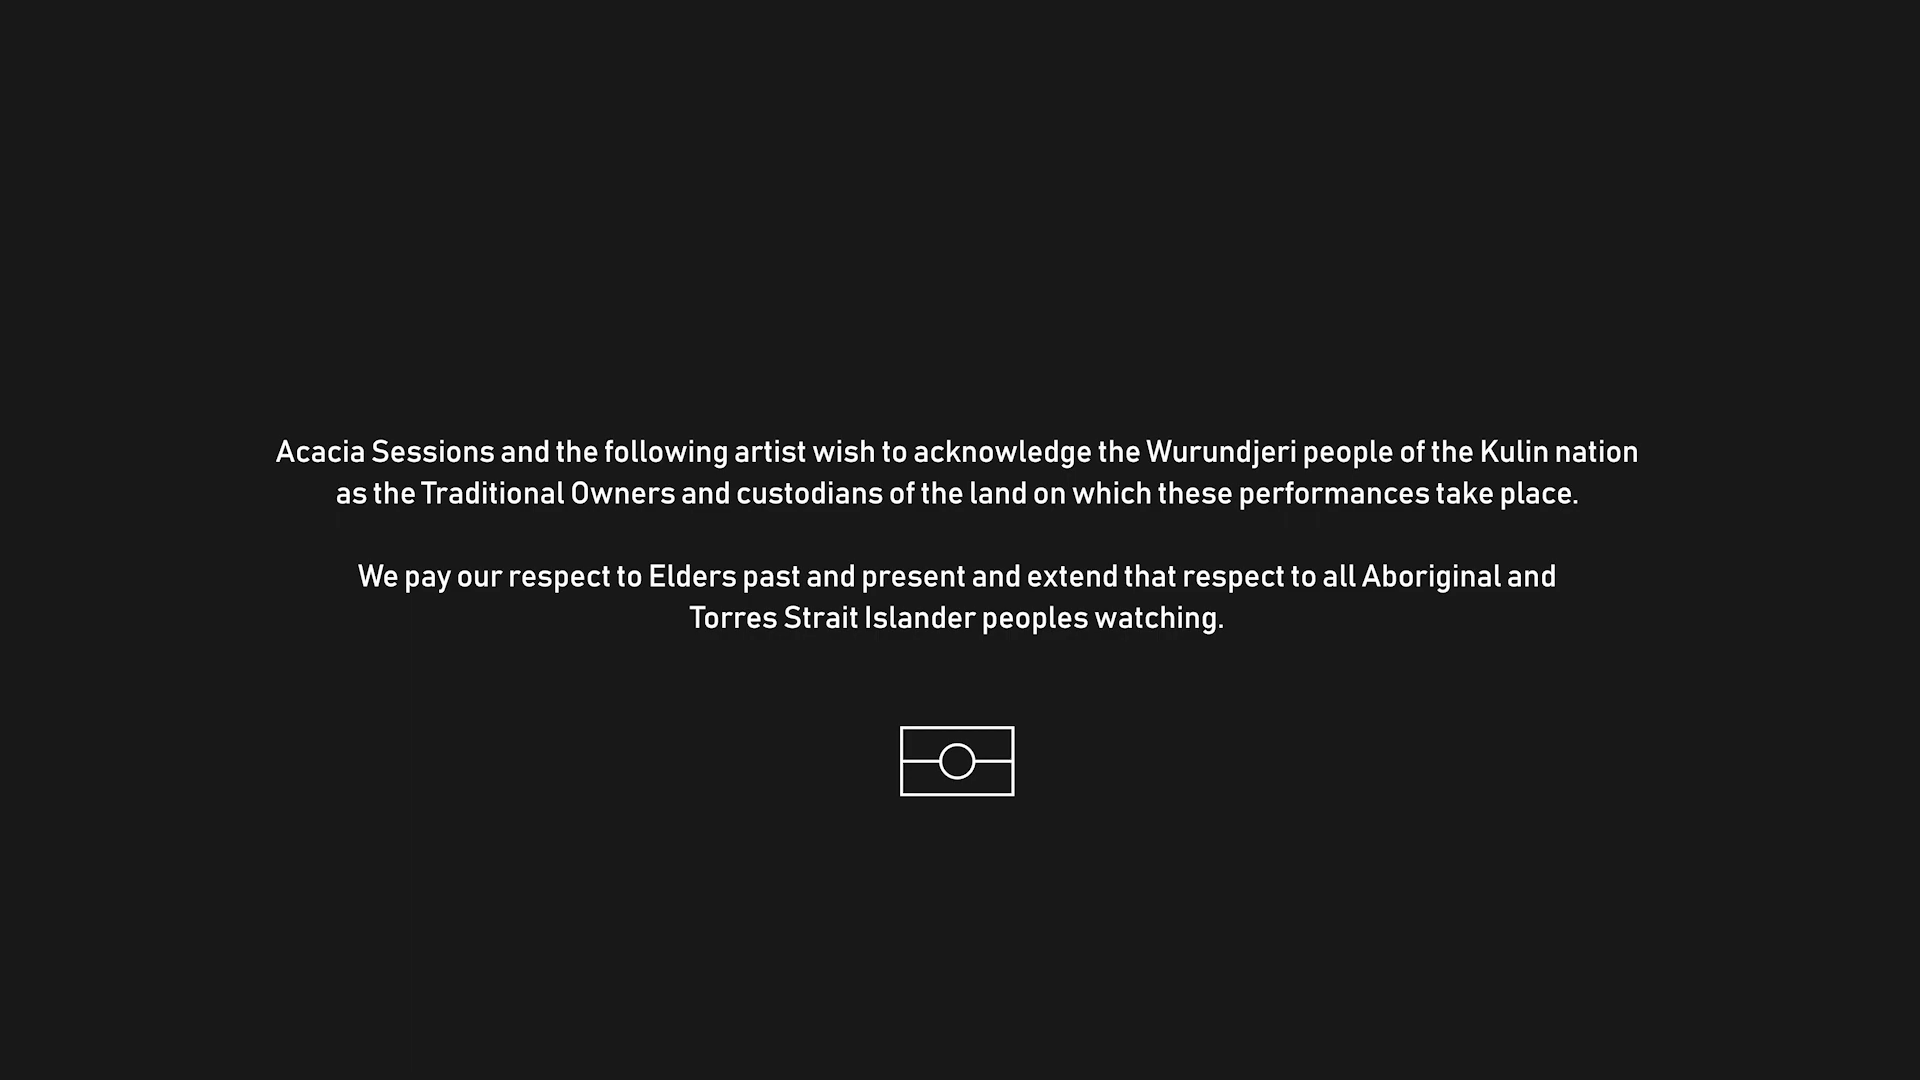 Acacia Sessions and the following artist wish to acknowledge the Wurundjeri people of the Kulin nation
as the Traditional Owners and custodians of the land on which these performances take place.
We pay our respect to Elders past and present and extend that respect to all Aboriginal and
Torres Strait Islander peoples watching.